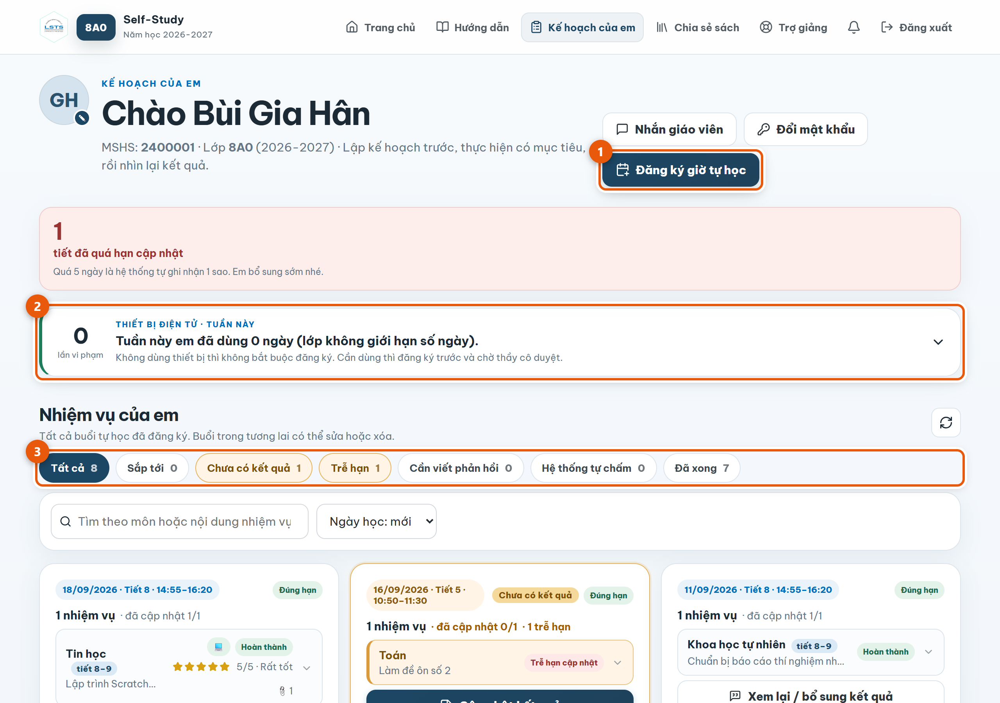 LSTS
8A0
Self-Study
Năm học 2026-2027
Trang chủ
Hướng dẫn
Kế hoạch của em
Chia sẻ sách
Trợ giảng
Đăng xuất
GH
KẾ HOẠCH CỦA EM
Chào Bùi Gia Hân
MSHS: 2400001 · Lớp 8A0 (2026-2027) · Lập kế hoạch trước, thực hiện có mục tiêu,
rồi nhìn lại kết quả.
Nhắn giáo viên
Đổi mật khẩu
1
Đăng ký giờ tự học
1
tiết đã quá hạn cập nhật
Quá 5 ngày là hệ thống tự ghi nhận 1 sao. Em bổ sung sớm nhé.
2
0
lần vi phạm
THIẾT BỊ ĐIỆN TỬ · TUẦN NÀY
Tuần này em đã dùng 0 ngày (lớp không giới hạn số ngày).
Không dùng thiết bị thì không bắt buộc đăng ký. Cần dùng thì đăng ký trước và chờ thầy cô duyệt.
Nhiệm vụ của em
Tất cả buổi tự học đã đăng ký. Buổi trong tương lai có thể sửa hoặc xóa.
3
Tất cả 8
Sắp tới 0
Chưa có kết quả 1
Trễ hạn 1
Cần viết phản hồi 0
Hệ thống tự chấm 0
Đã xong 7
Tìm theo môn hoặc nội dung nhiệm vụ
Ngày học: mới
18/09/2026 · Tiết 8 · 14:55–16:20
Đúng hạn
1 nhiệm vụ · đã cập nhật 1/1
Tin học
tiết 8–9
Lập trình Scratch...
Hoàn thành
5/5 · Rất tốt
1
16/09/2026 · Tiết 5 ·
10:50–11:30
Chưa có kết quả
Đúng hạn
1 nhiệm vụ · đã cập nhật 0/1 · 1 trễ hạn
Toán
Làm đề ôn số 2
Trễ hạn cập nhật
11/09/2026 · Tiết 8 · 14:55–16:20
Đúng hạn
1 nhiệm vụ · đã cập nhật 1/1
Khoa học tự nhiên tiết 8–9
Chuẩn bị báo cáo thí nghiệm nh...
Hoàn thành
Xem lại / bổ sung kết quả